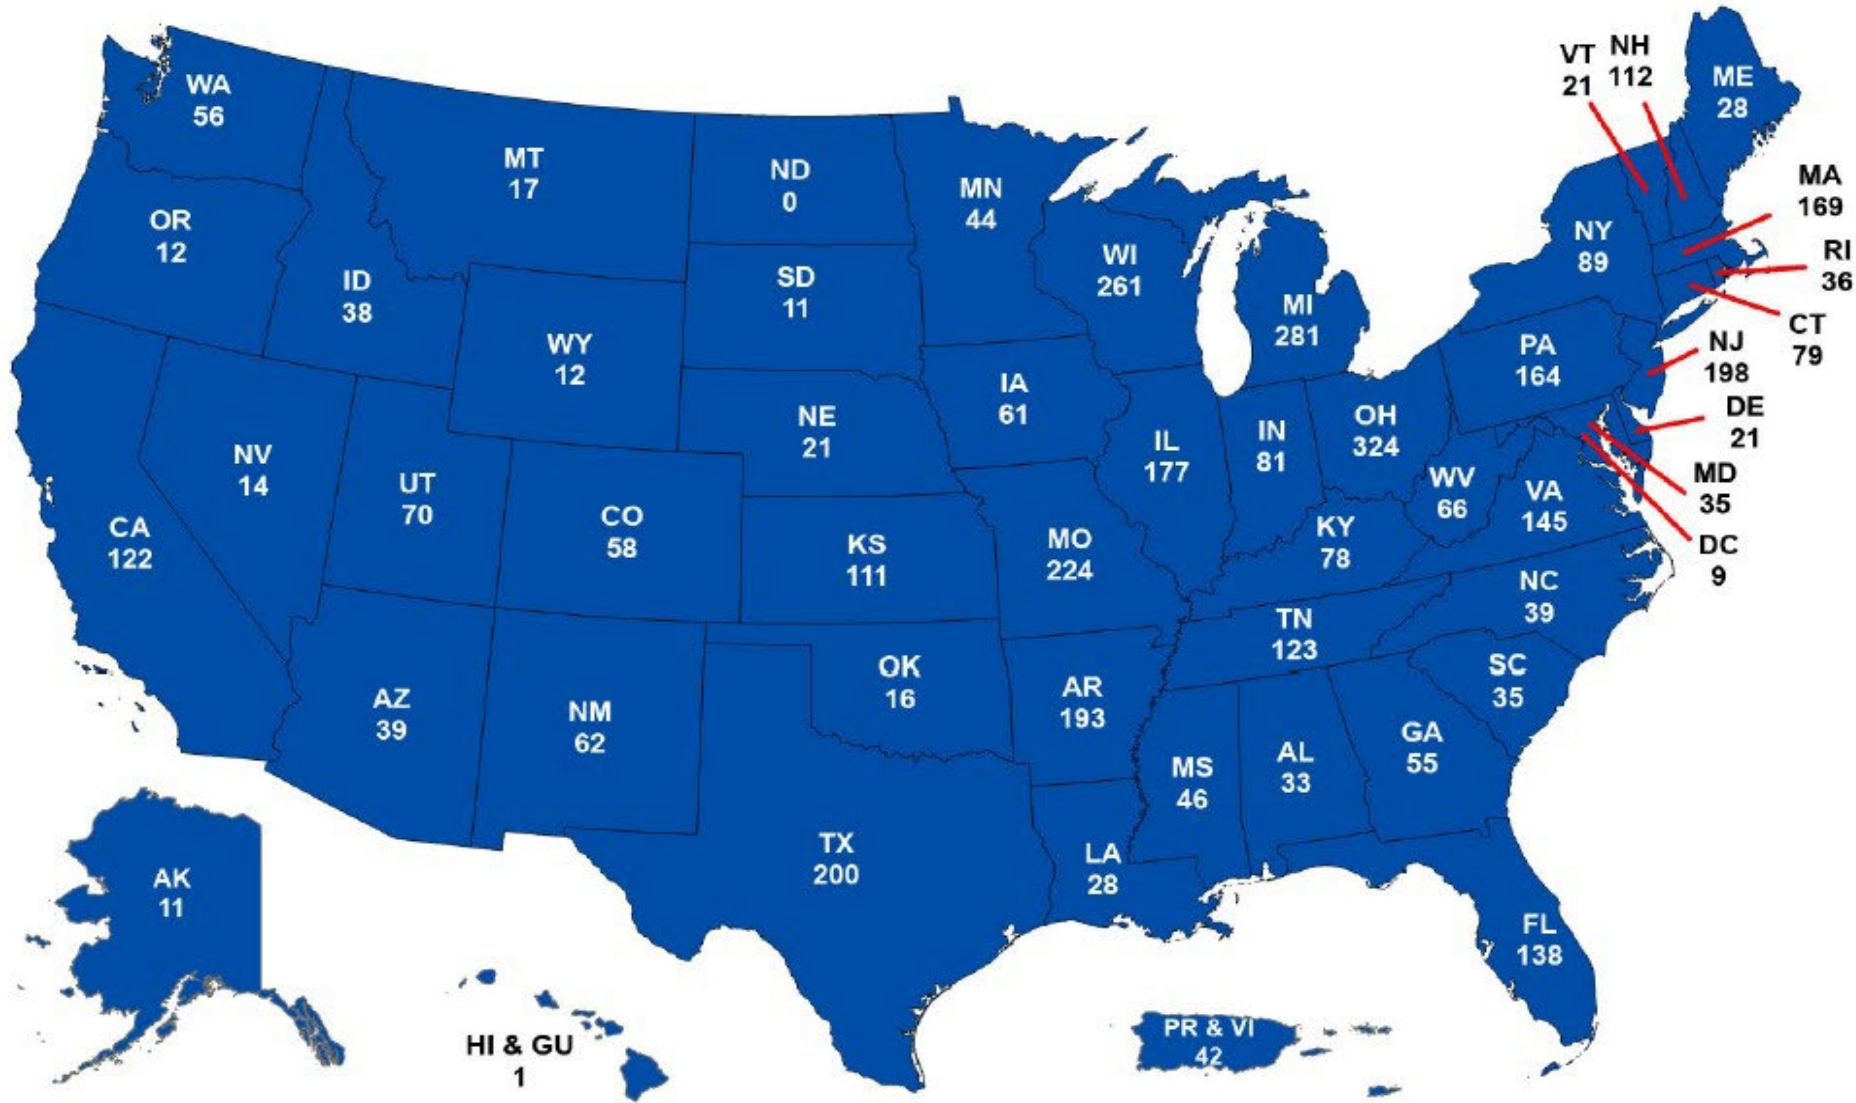 WA
56
OR
12
CA
122
NV
14
ID
38
MT
17
WY
12
UT
70
CO
58
AZ
39
NM
62
ND
0
SD
11
NE
21
KS
111
OK
16
TX
200
MN
44
IA
61
MO
224
AR
193
LA
28
WI
261
IL
177
MI
281
IN
81
OH
324
KY
78
TN
123
MS
46
AL
33
GA
55
FL
138
SC
35
NC
39
VA
145
WV
66
PA
164
NY
89
VT
21
NH
112
ME
28
MA
169
RI
36
CT
79
NJ
198
DE
21
MD
35
DC
9
AK
11
HI & GU
1
PR & VI
42